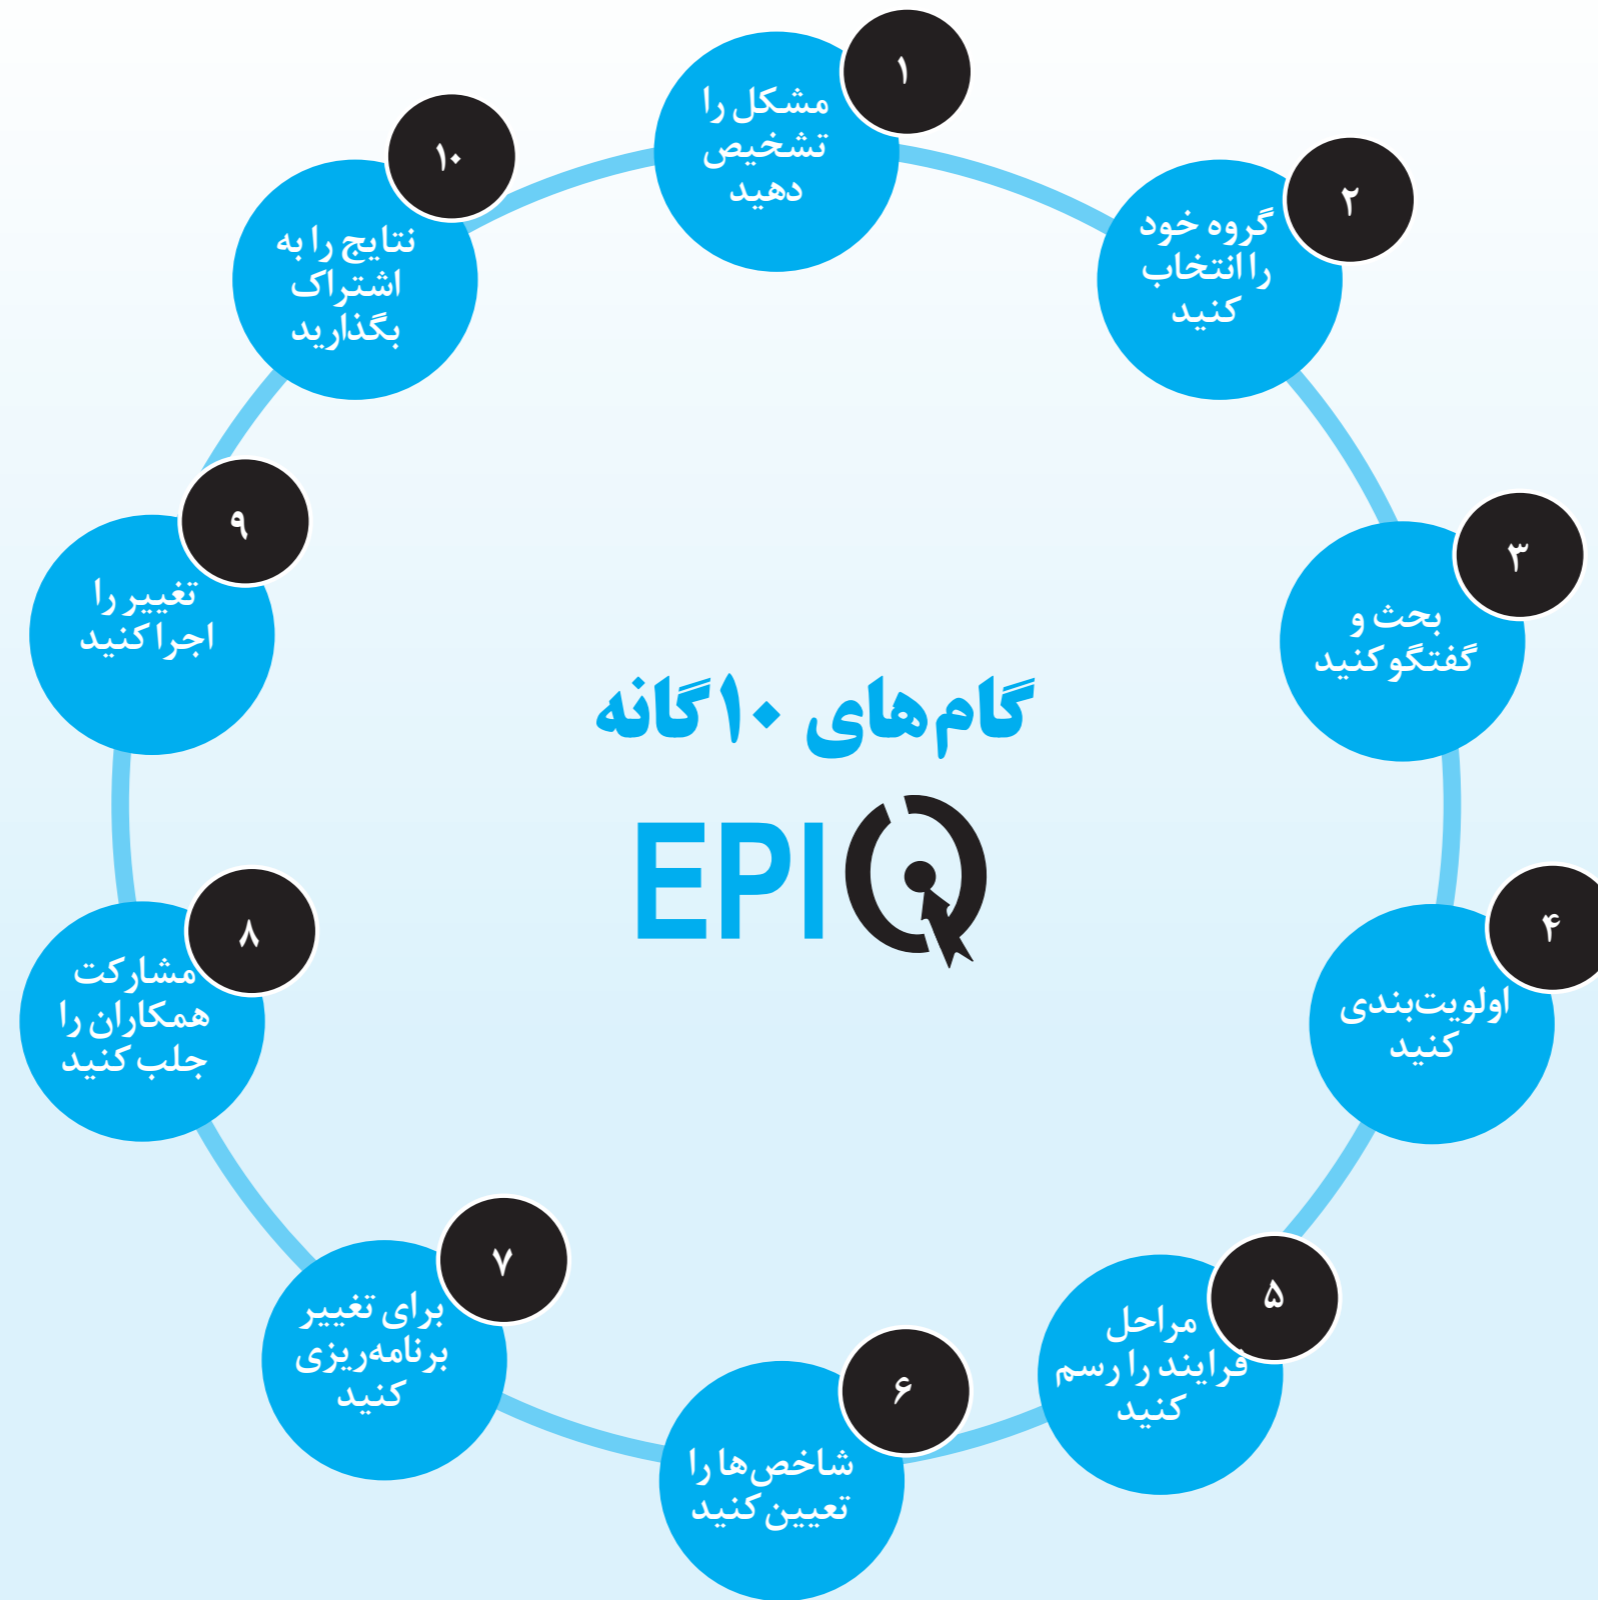 ۱
مشکل را
تشخیص
دهید
۲
گروه خود
را انتخاب
کنید
۳
بحث و
گفتگو کنید
۴
اولویت‌بندی
کنید
۵
مراحل
فرایند را رسم
کنید
۶
شاخص‌ها را
تعیین کنید
۷
برای تغییر
برنامه‌ریزی
کنید
۸
مشارکت
همکاران را
جلب کنید
۹
تغییر را
اجرا کنید
۱۰
نتایج را به
اشتراک
بگذارید
گام‌های ۱۰ گانه
EPIQ